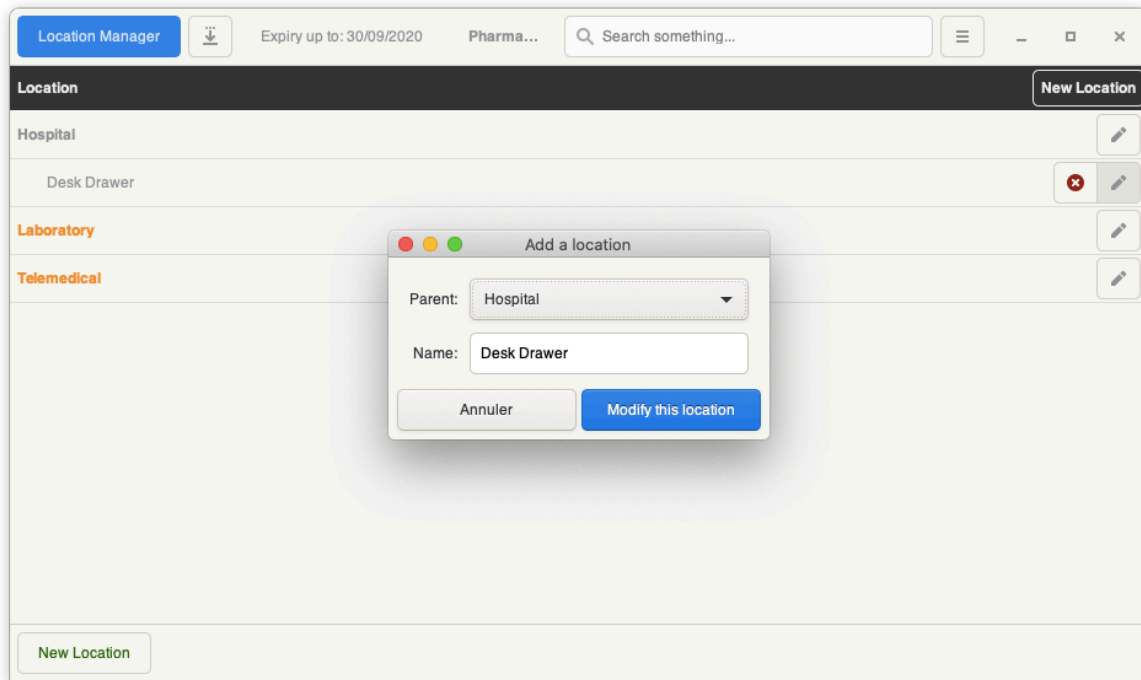 Location Manager
Expiry up to: 30/09/2020
Pharma...
Search something...
Location
New Location
Hospital
Desk Drawer
Laboratory
Telemedical
Add a location
Parent:
Hospital
Name:
Desk Drawer
Annuler
Modify this location
New Location